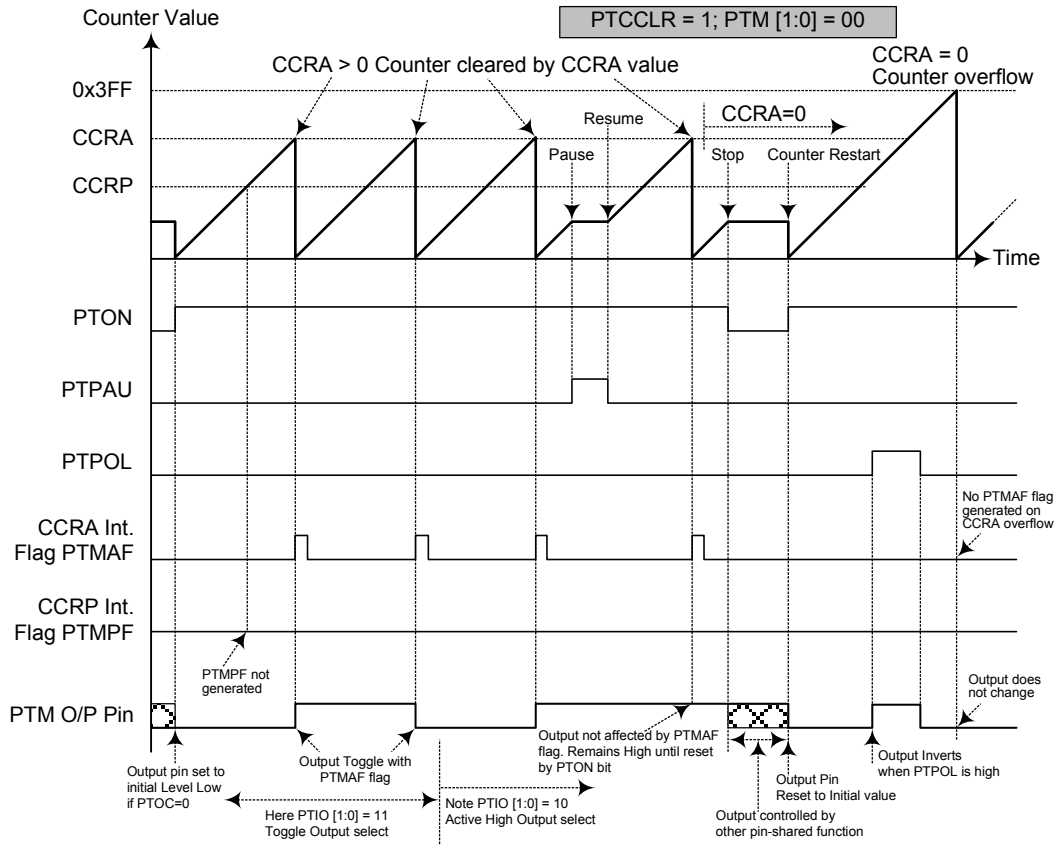 Counter Value
PTCCLR = 1; PTM [1:0] = 00
CCRA > 0 Counter cleared by CCRA value
CCRA = 0
Counter overflow
0x3FF
CCRA
CCRP
Pause
Resume
CCRA=0
Stop
Counter Restart
Time
PTON
PTPAU
PTPOL
No PTMAF flag
generated on
CCRA overflow
CCRA Int.
Flag PTMAF
CCRP Int.
Flag PTMPF
PTMPF not
generated
Output does
not change
PTM O/P Pin
Output pin set to
initial Level Low
if PTOC=0
Output Toggle with
PTMAF flag
Here PTIO [1:0] = 11
Toggle Output select
Note PTIO [1:0] = 10
Active High Output select
Output not affected by PTMAF
flag. Remains High until reset
by PTON bit
Output controlled by
other pin-shared function
Output Pin
Reset to Initial value
Output Inverts
when PTPOL is high